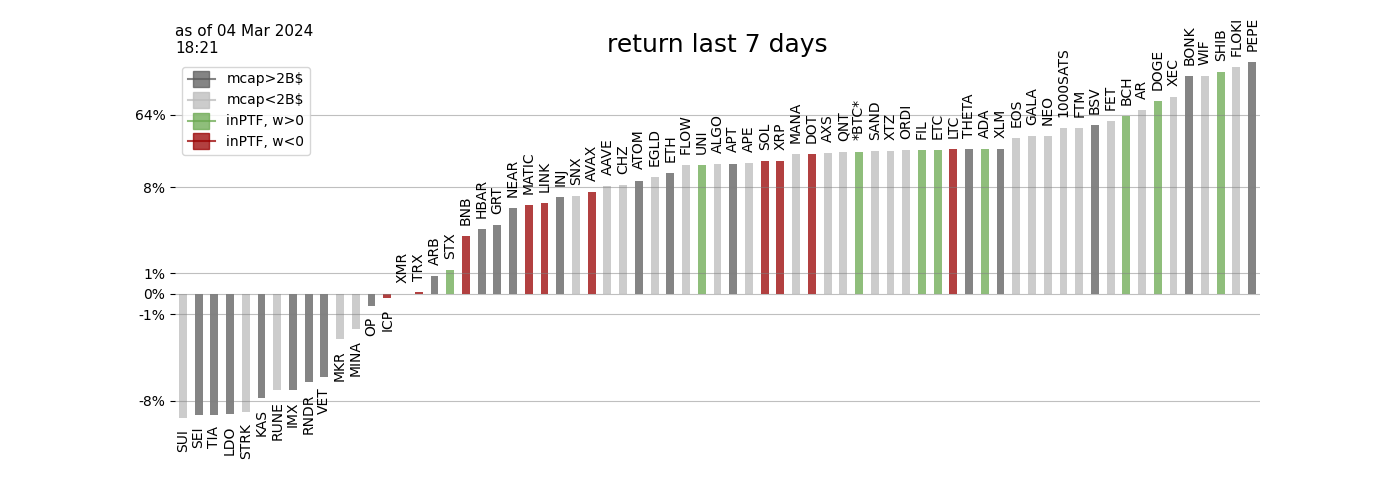 as of 04 Mar 2024
18:21
return last 7 days
mcap>2B$
mcap<2B$
inPTF, w>0
inPTF, w<0
64%
8%
1%
0%
-1%
-8%
SUI
SEI
TIA
LDO
STRK
KAS
RUNE
IMX
RNDR
VET
MKR
MINA
OP
ICP
XMR
TRX
ARB
STX
BNB
HBAR
GRT
NEAR
MATIC
LINK
INJ
SNX
AVAX
AAVE
CHZ
ATOM
EGLD
ETH
FLOW
UNI
ALGO
APT
APE
SOL
XRP
MANA
DOT
AXS
QNT
*BTC*
SAND
XTZ
ORDI
FIL
ETC
LTC
THETA
ADA
XLM
EOS
GALA
NEO
1000SATS
FTM
BSV
FET
BCH
AR
DOGE
XEC
BONK
WIF
SHIB
FLOKI
PEPE